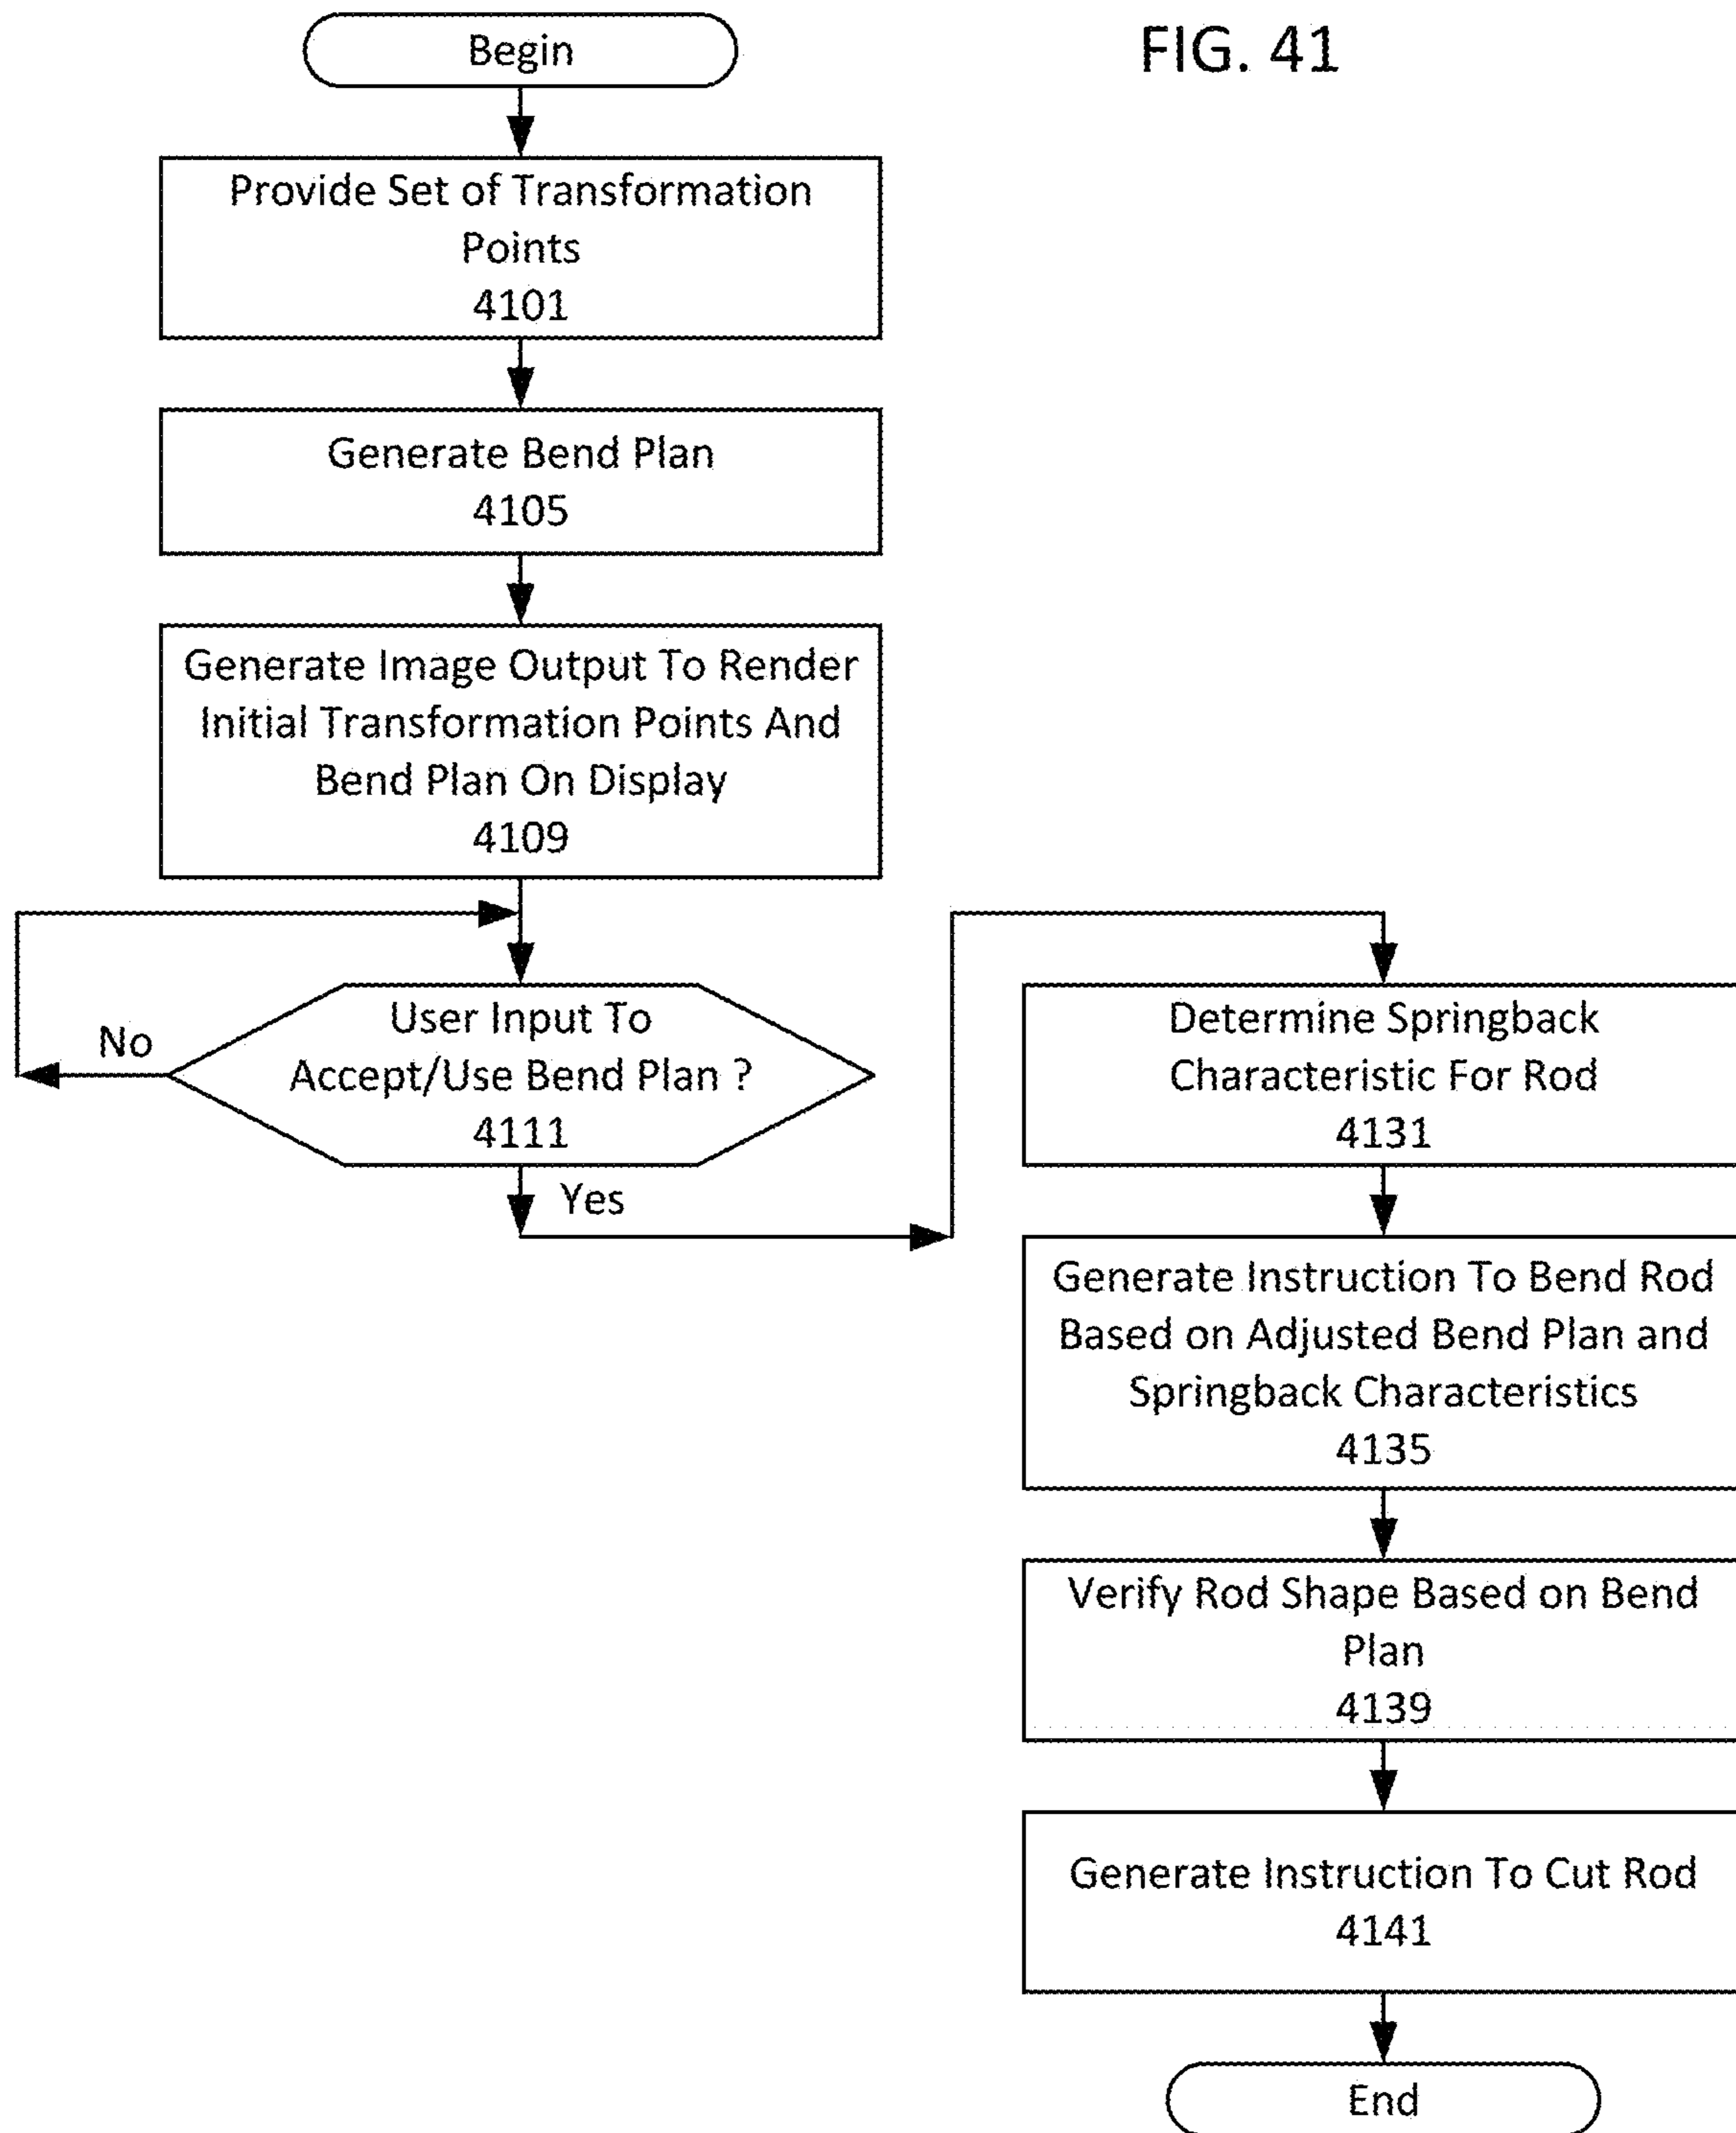 FIG. 41
Begin
Provide Set of Transformation
Points
4101
Generate Bend Plan
4105
Generate Image Output To Render
Initial Transformation Points And
Bend Plan On Display
4109
User Input To
Accept/Use Bend Plan ?
4111
No
Yes
Determine Springback
Characteristic For Rod
4131
Generate Instruction To Bend Rod
Based on Adjusted Bend Plan and
Springback Characteristics
4135
Verify Rod Shape Based on Bend
Plan
4139
Generate Instruction To Cut Rod
4141
End